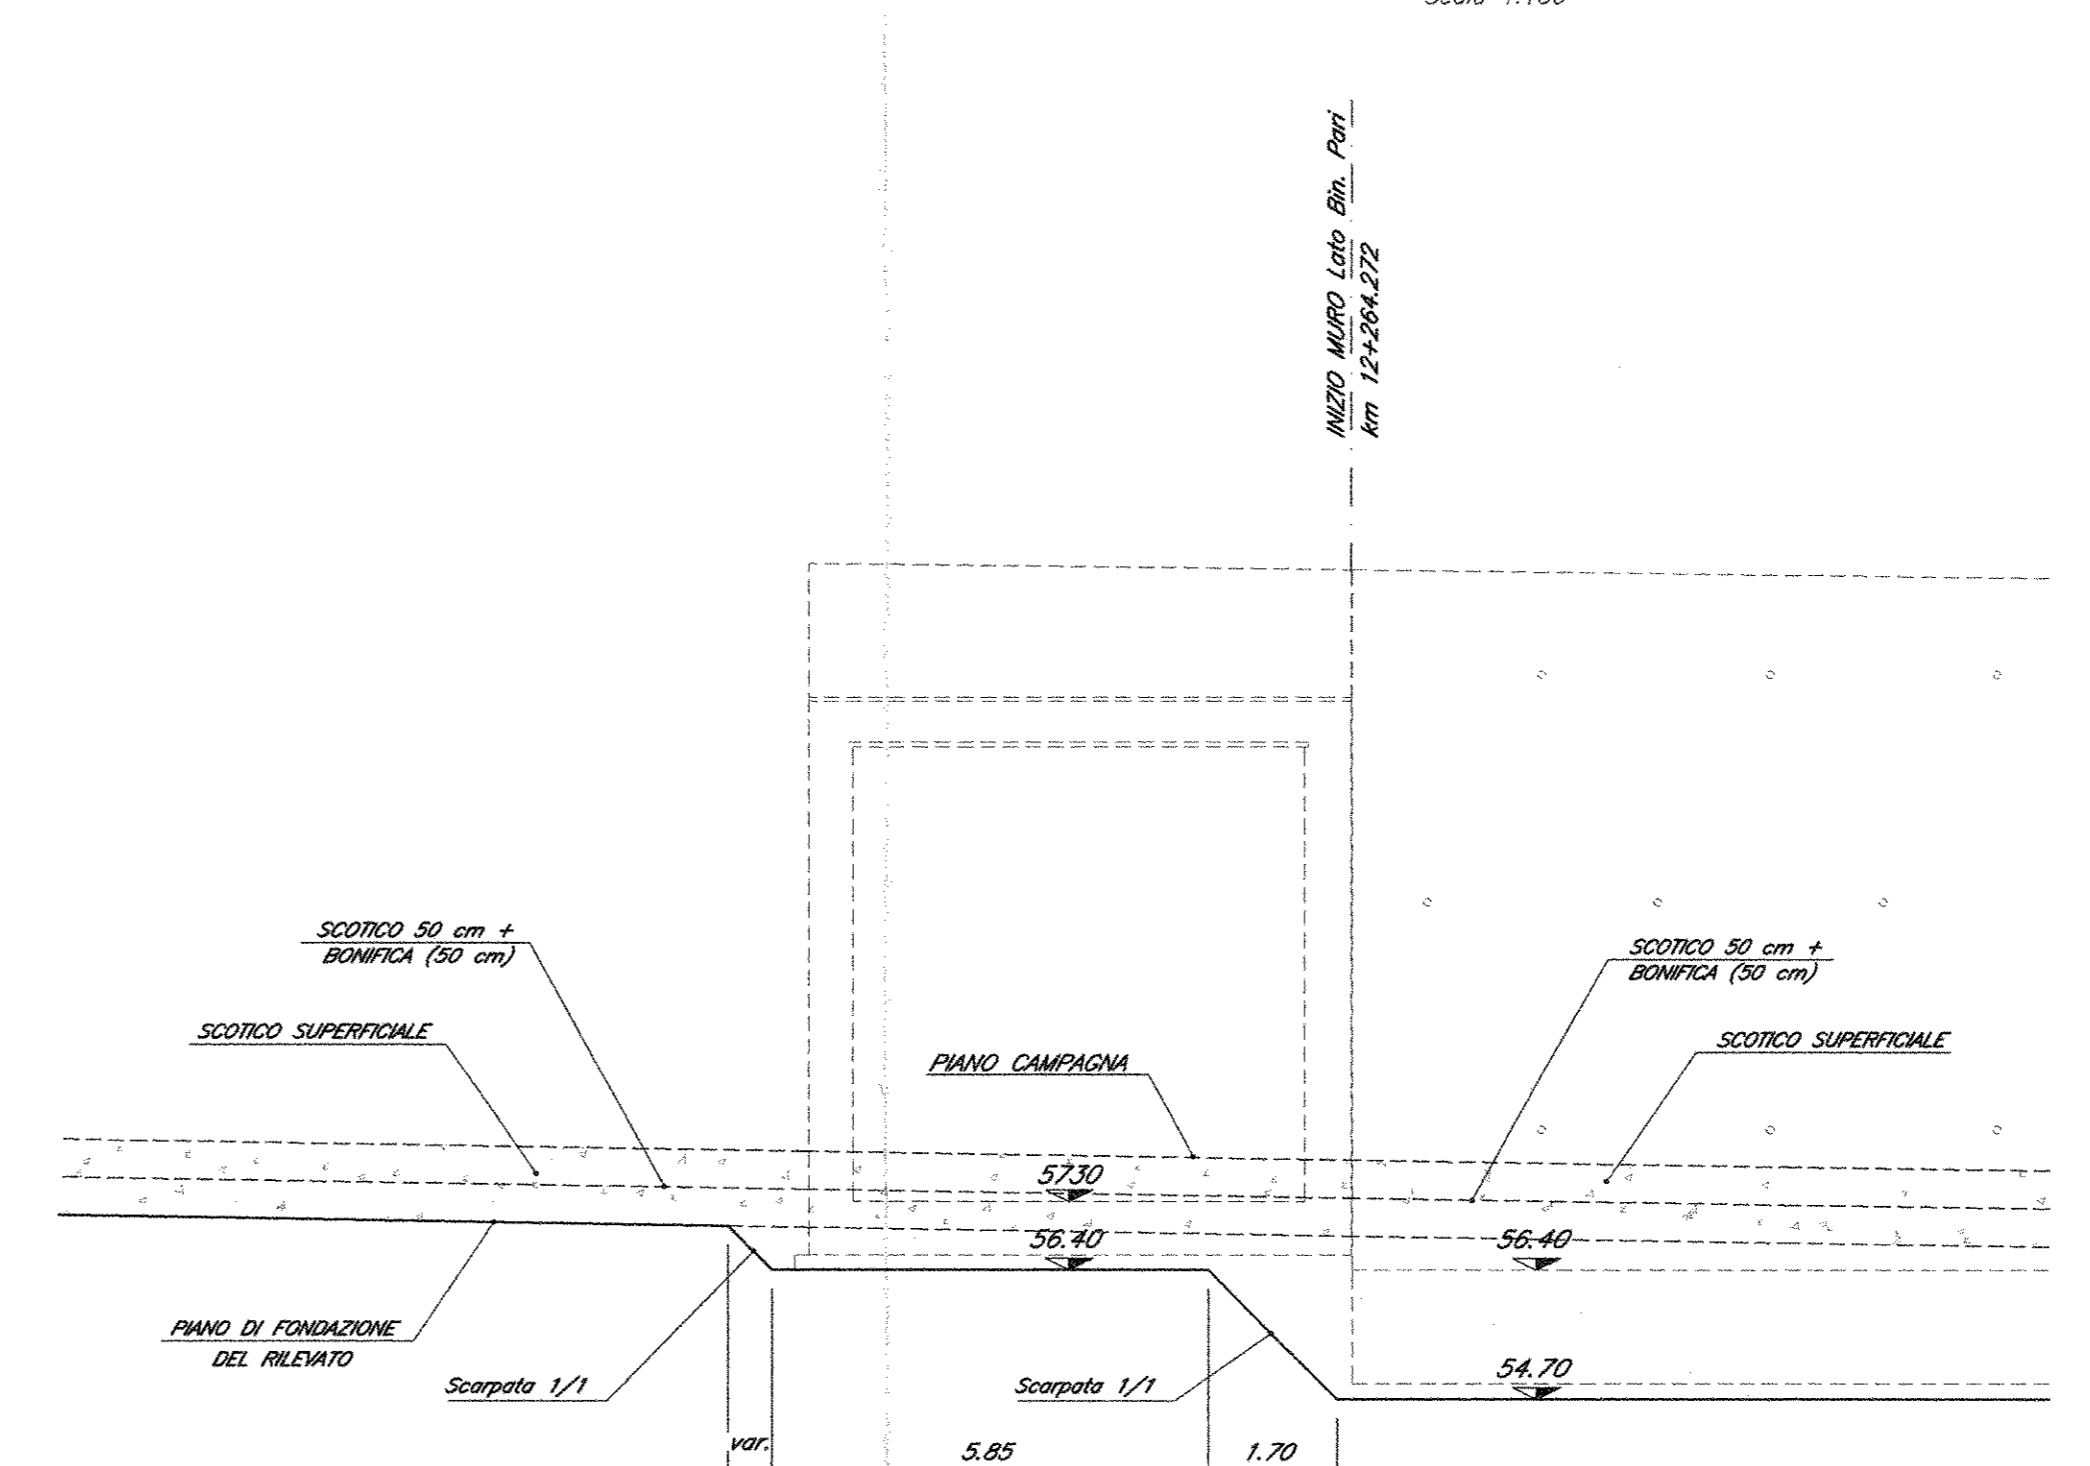 Scala 1:100
INIZIO MURO Lato Bin. Pari
km 12+264.272
SCOTICO 50 cm +
BONIFICA (50 cm)
SCOTICO 50 cm +
BONIFICA (50 cm)
SCOTICO SUPERFICIALE
SCOTICO SUPERFICIALE
PIANO CAMPAGNA
5730
56.40
56.40
PIANO DI FONDAZIONE
DEL RILEVATO
Scarpata 1/1
Scarpata 1/1
54.70
var.
5.85
1.70